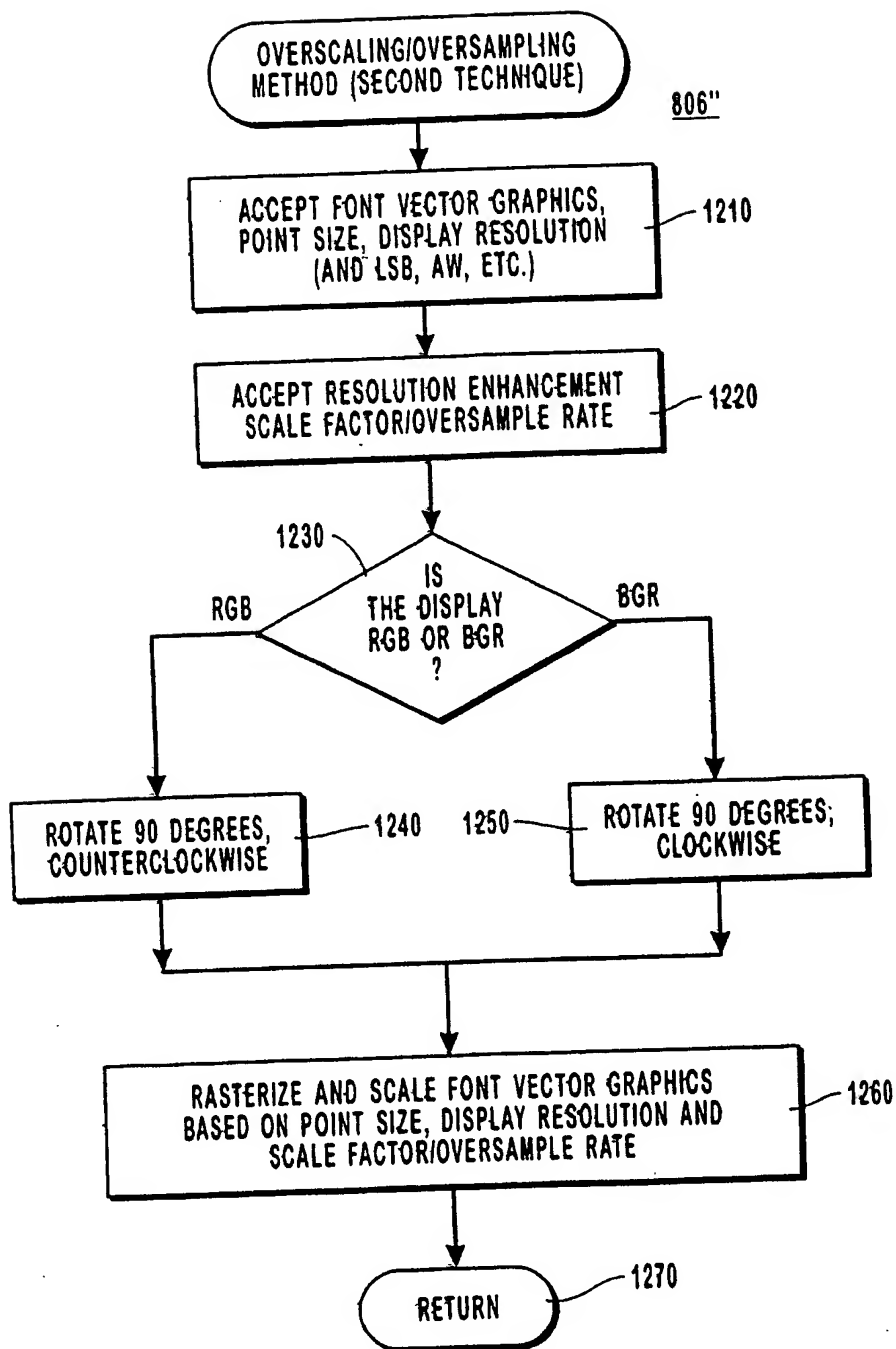 OVERSCALING/OVERSAMPLING
METHOD (SECOND TECHNIQUE)
806"
ACCEPT FONT VECTOR GRAPHICS,
POINT SIZE, DISPLAY RESOLUTION
(AND LSB, AW, ETC.)
1210
ACCEPT RESOLUTION ENHANCEMENT
SCALE FACTOR/OVERSAMPLE RATE
1220
1230
IS
THE DISPLAY
RGB OR BGR
?
RGB
BGR
ROTATE 90 DEGREES,
COUNTERCLOCKWISE
1240
1250
ROTATE 90 DEGREES;
CLOCKWISE
RASTERIZE AND SCALE FONT VECTOR GRAPHICS
BASED ON POINT SIZE, DISPLAY RESOLUTION AND
SCALE FACTOR/OVERSAMPLE RATE
1260
RETURN
1270